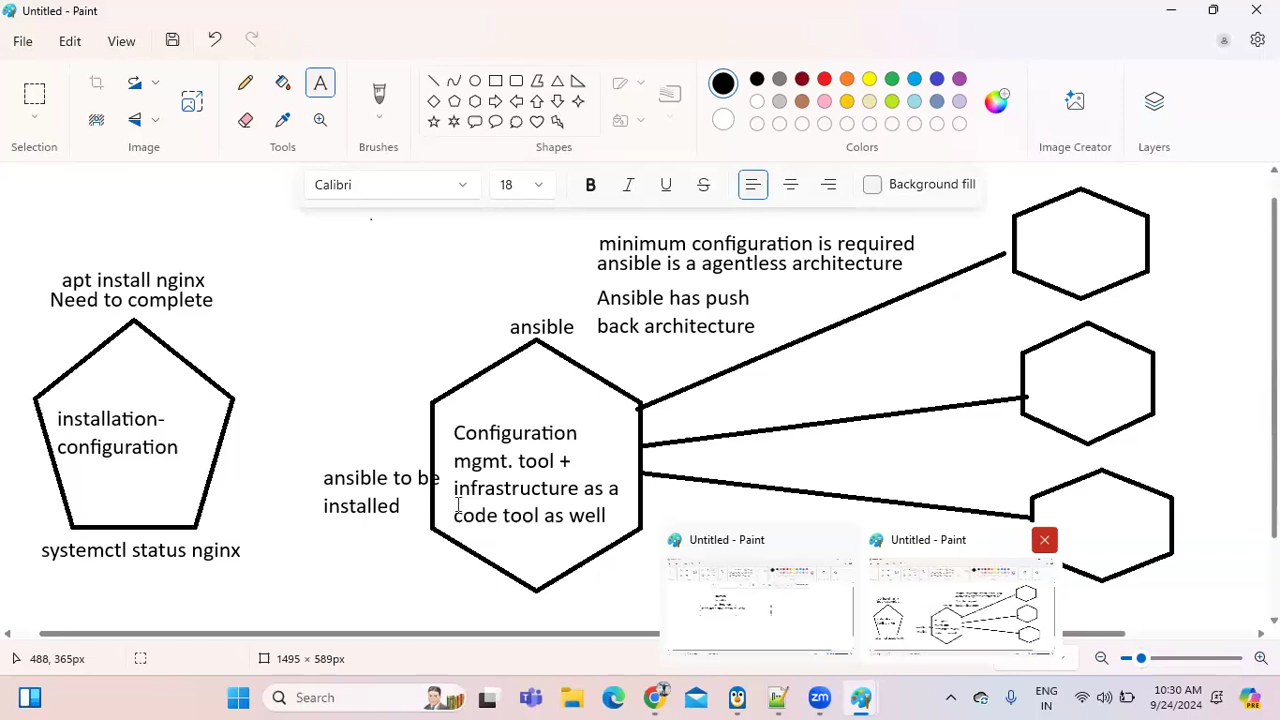 Untitled - Paint
File
Edit
View
Selection
Image
Tools
Brushes
Shapes
Colors
Image Creator
Layers
Calibri
18
B
I
U
S
Background fill
minimum configuration is required
ansible is a agentless architecture
apt install nginx
Need to complete
Ansible has push
back architecture
ansible
installation-
configuration
Configuration
mgmt. tool +
infrastructure as a
code tool as well
ansible to be
installed
systemctl status nginx
Untitled - Paint
Untitled - Paint
488, 365px
1495 × 585px
Search
zm
ENG
IN
10:30 AM
9/24/2024
PRE